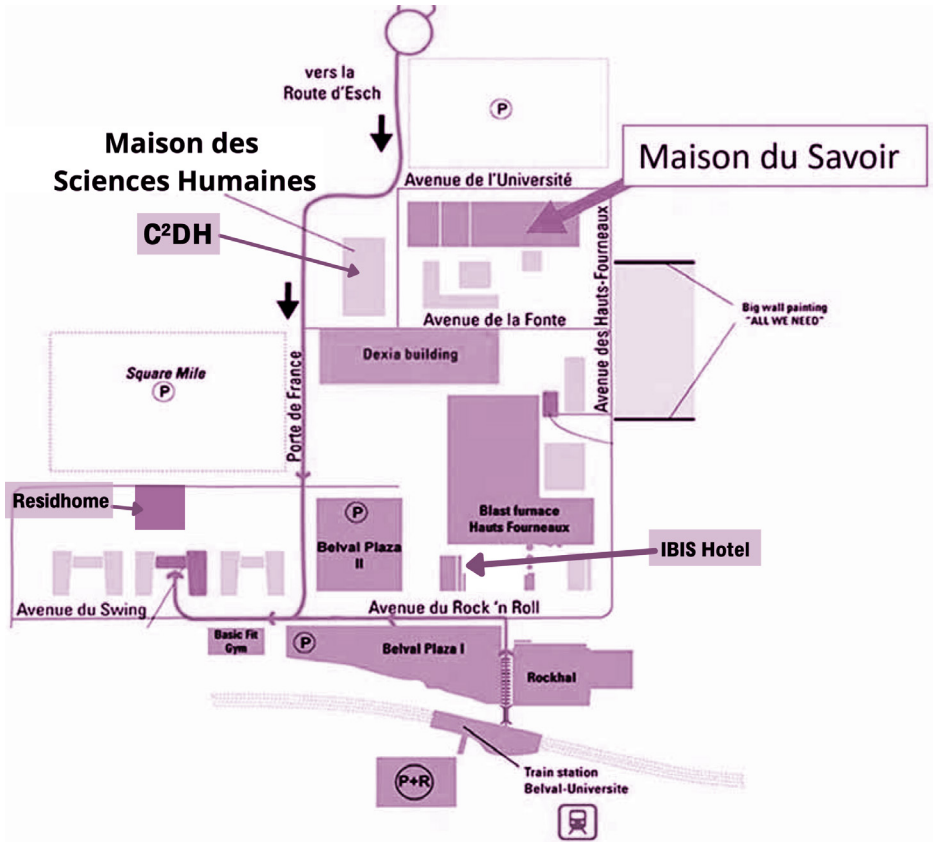 vers la
Route d'Esch
P
Maison des
Sciences Humaines
Maison du Savoir
Avenue de l'Université
C²DH
Avenue des Hauts-Fourneaux
Big wall painting
"ALL WE NEED"
Avenue de la Fonte
Dexia building
Porte de France
Square Mile
P
Residhome
P
Belval Plaza
II
Blast furnace
Hauts Fourneaux
IBIS Hotel
Avenue du Swing
Avenue du Rock 'n Roll
Basic Fit
Gym
P
Belval Plaza I
Rockhal
P+R
Train station
Belval-Universite